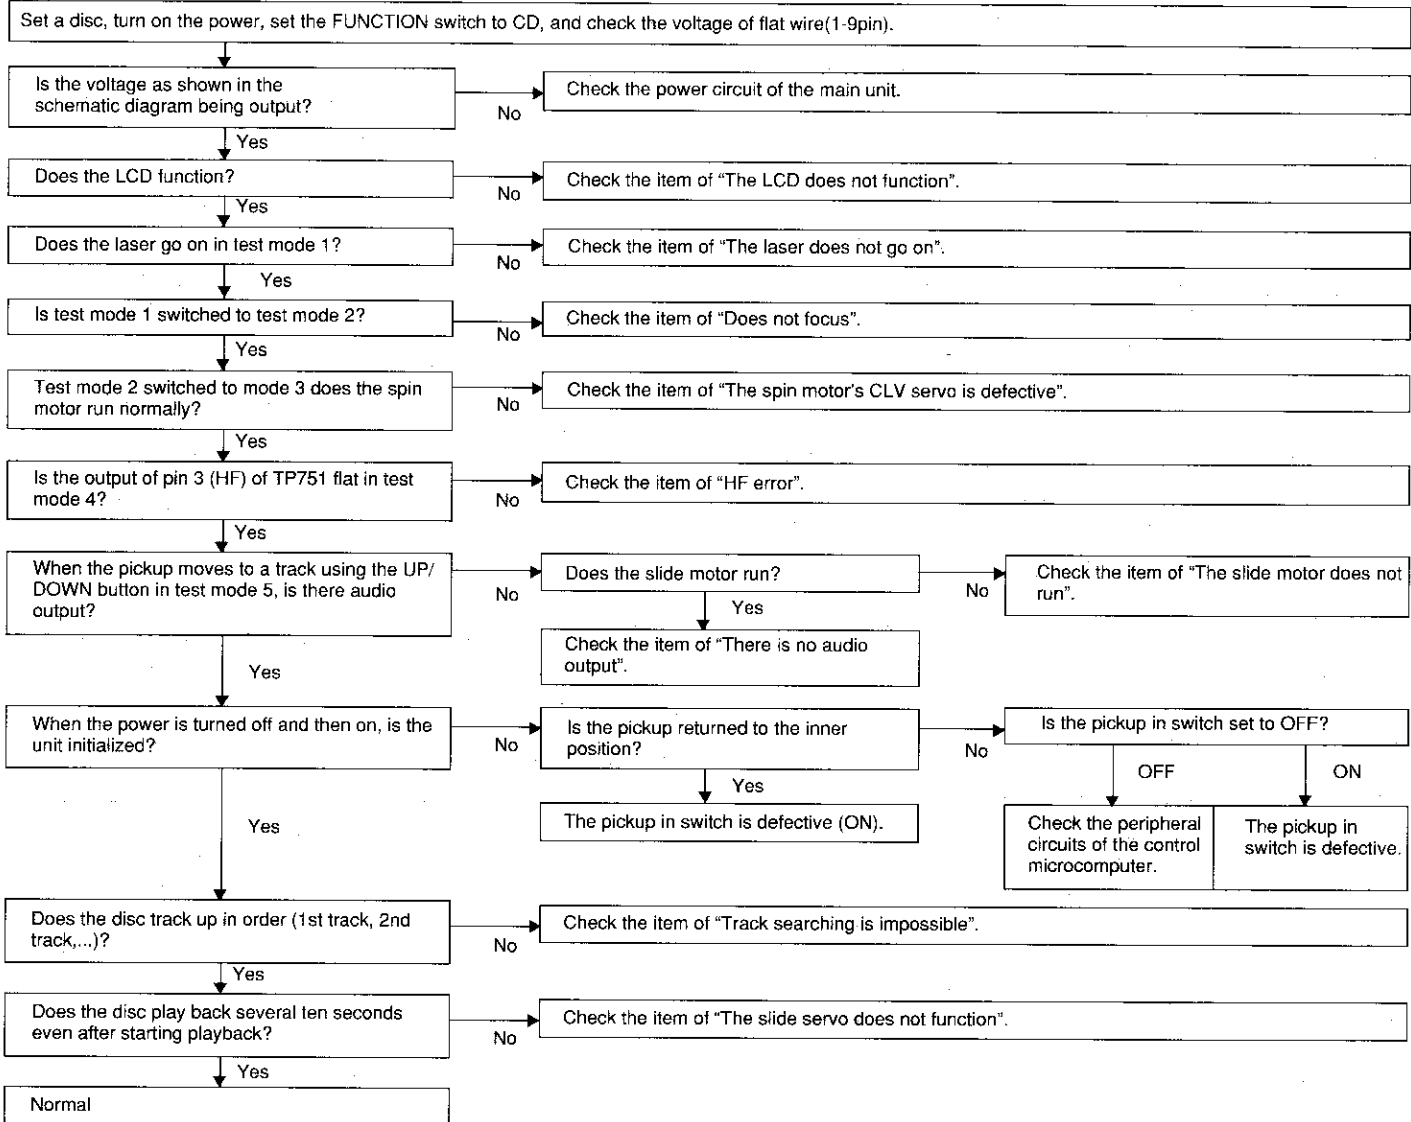 Set a disc, turn on the power, set the FUNCTION switch to CD, and check the voltage of flat wire(1-9pin).
Is the voltage as shown in the
schematic diagram being output?
No
Check the power circuit of the main unit.
Yes
Does the LCD function?
No
Check the item of “The LCD does not function”.
Yes
Does the laser go on in test mode 1?
No
Check the item of “The laser does not go on”.
Yes
Is test mode 1 switched to test mode 2?
No
Check the item of “Does not focus”.
Yes
Test mode 2 switched to mode 3 does the spin
motor run normally?
No
Check the item of “The spin motor’s CLV servo is defective”.
Yes
Is the output of pin 3 (HF) of TP751 flat in test
mode 4?
No
Check the item of “HF error”.
Yes
When the pickup moves to a track using the UP/
DOWN button in test mode 5, is there audio
output?
No
Does the slide motor run?
No
Check the item of “The slide motor does not
run”.
Yes
Check the item of “There is no audio
output”.
Yes
When the power is turned off and then on, is the
unit initialized?
No
Is the pickup returned to the inner
position?
No
Is the pickup in switch set to OFF?
Yes
The pickup in switch is defective (ON).
OFF
ON
Check the peripheral
circuits of the control
microcomputer.
The pickup in
switch is defective.
Yes
Does the disc track up in order (1st track, 2nd
track,...)?
No
Check the item of “Track searching is impossible”.
Yes
Does the disc play back several ten seconds
even after starting playback?
No
Check the item of “The slide servo does not function”.
Yes
Normal